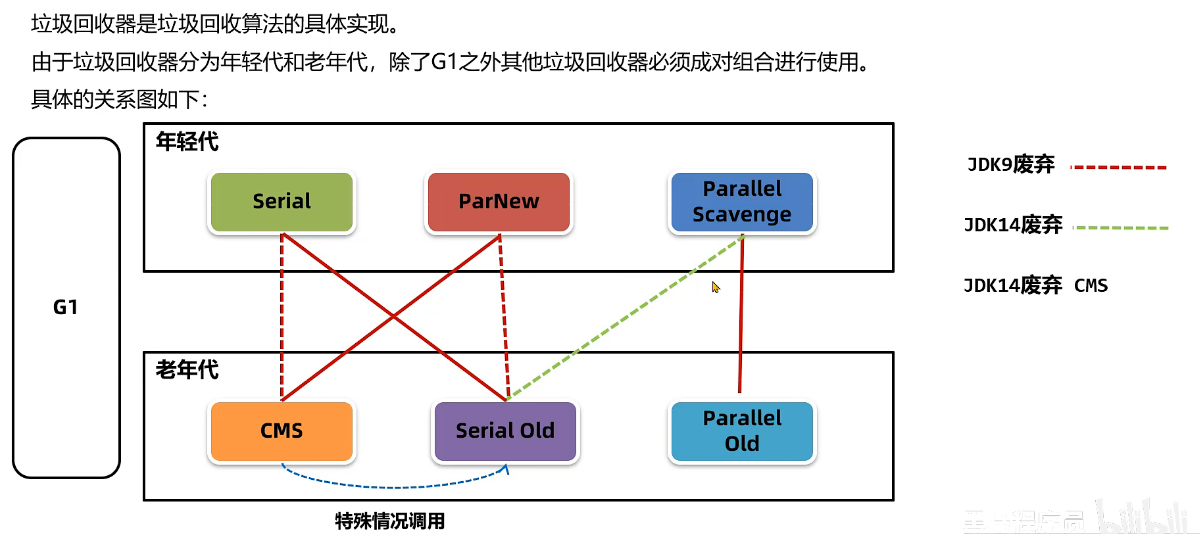 垃圾回收器是垃圾回收算法的具体实现。
由于垃圾回收器分为年轻代和老年代，除了G1之外其他垃圾回收器必须成对组合进行使用。
具体的关系图如下：
G1
年轻代
Serial
ParNew
Parallel
Scavenge
老年代
CMS
Serial Old
Parallel
Old
特殊情况调用
JDK9废弃
JDK14废弃
JDK14废弃 CMS
程序员
bilibili